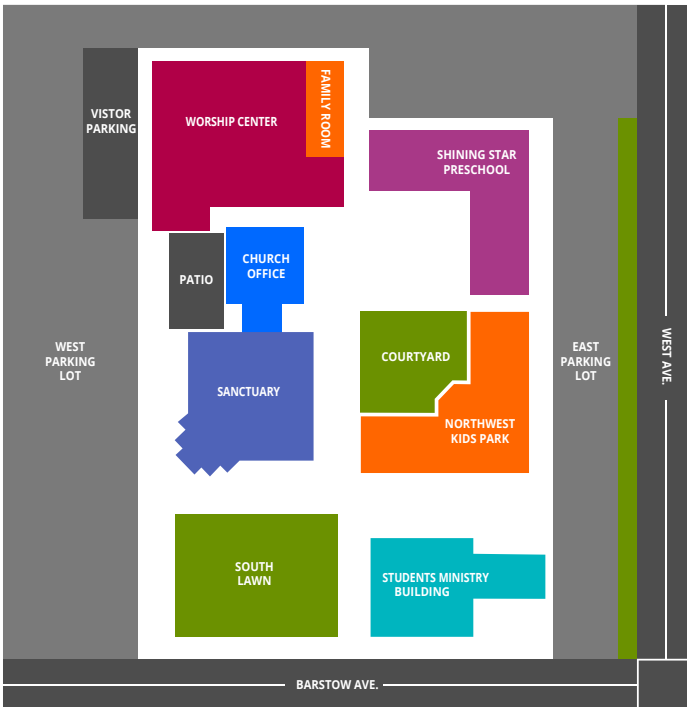 VISTOR
PARKING
WORSHIP CENTER
FAMILY ROOM
SHINING STAR
PRESCHOOL
PATIO
CHURCH
OFFICE
WEST
PARKING
LOT
SANCTUARY
COURTYARD
EAST
PARKING
LOT
WEST AVE.
NORTHWEST
KIDS PARK
SOUTH
LAWN
STUDENTS MINISTRY
BUILDING
BARSTOW AVE.